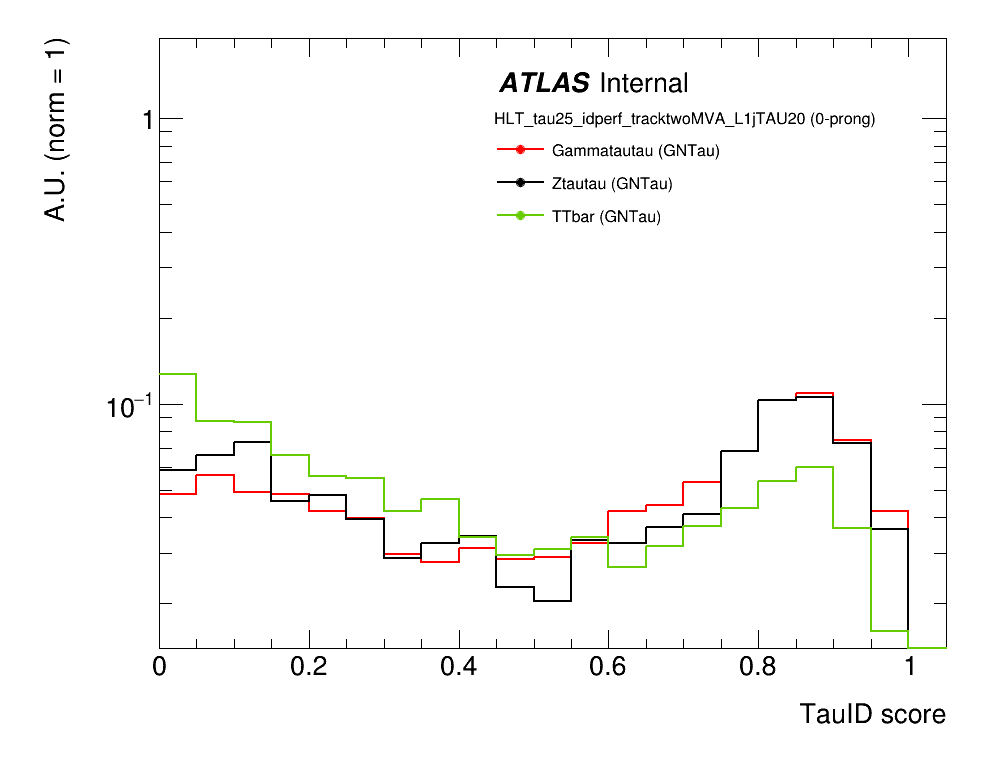 A.U. (norm = 1)
ATLAS Internal
HLT_tau25_idperf_tracktwoMVA_L1jTAU20 (0-prong)
Gammatautau (GNTau)
Ztautau (GNTau)
TTbar (GNTau)
1
10⁻¹
0 0.2 0.4 0.6 0.8 1
TauID score